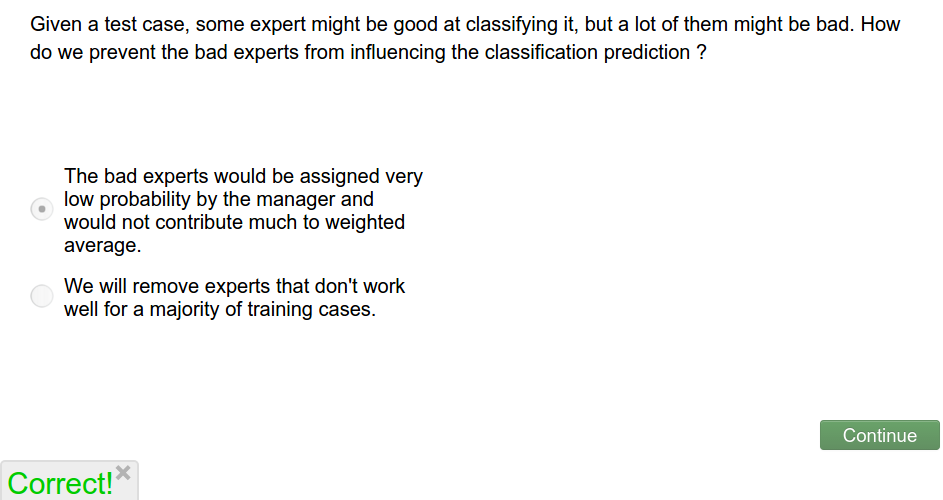 Given a test case, some expert might be good at classifying it, but a lot of them might be bad. How
do we prevent the bad experts from influencing the classification prediction ?
The bad experts would be assigned very
low probability by the manager and
would not contribute much to weighted
average.
We will remove experts that don't work
well for a majority of training cases.
Continue
Correct!